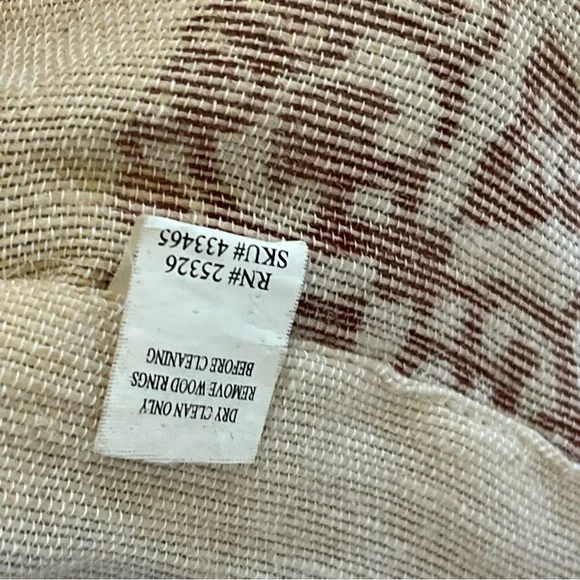 DRY CLEAN ONLY
REMOVE WOOD RINGS
BEFORE CLEANING
RN# 25326
SKU# 433465